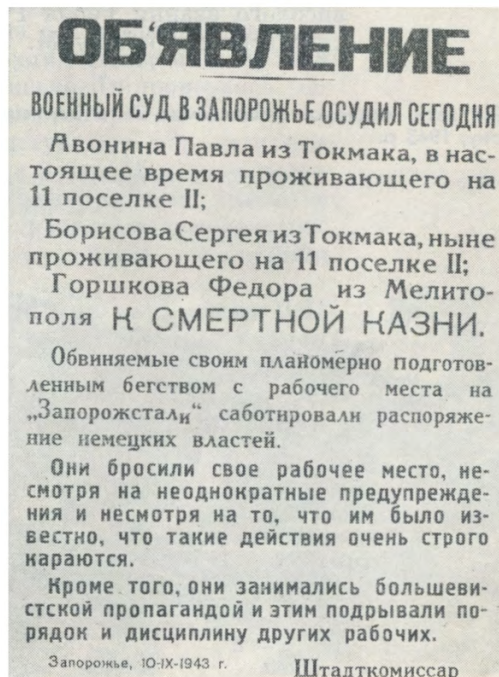 ОБ'ЯВЛЕНИЕ
ВОЕННЫЙ СУД В ЗАПОРОЖЬЕ ОСУДИЛ СЕГОДНЯ
Авонина Павла из Токмака, в нас-
тоящее время проживающего на
11 поселке II;
Борисова Сергея из Токмака, ныне
проживающего на 11 поселке II;
Горшкова Федора из Мелито-
поля К СМЕРТНОЙ КАЗНИ.
Обвиняемые своим планомерно подготов-
ленным бегством с рабочего места на
„Запорожстали“ саботировали распоряже-
ние немецких властей.
Они бросили свое рабочее место, не-
смотря на неоднократные предупрежде-
ния и несмотря на то, что им было из-
вестно, что такие действия очень строго
караются.
Кроме того, они занимались большеви-
стской пропагандой и этим подрывали по-
рядок и дисциплину других рабочих.
Запорожье, 10-IX-1943 г.
Шталткомиссар